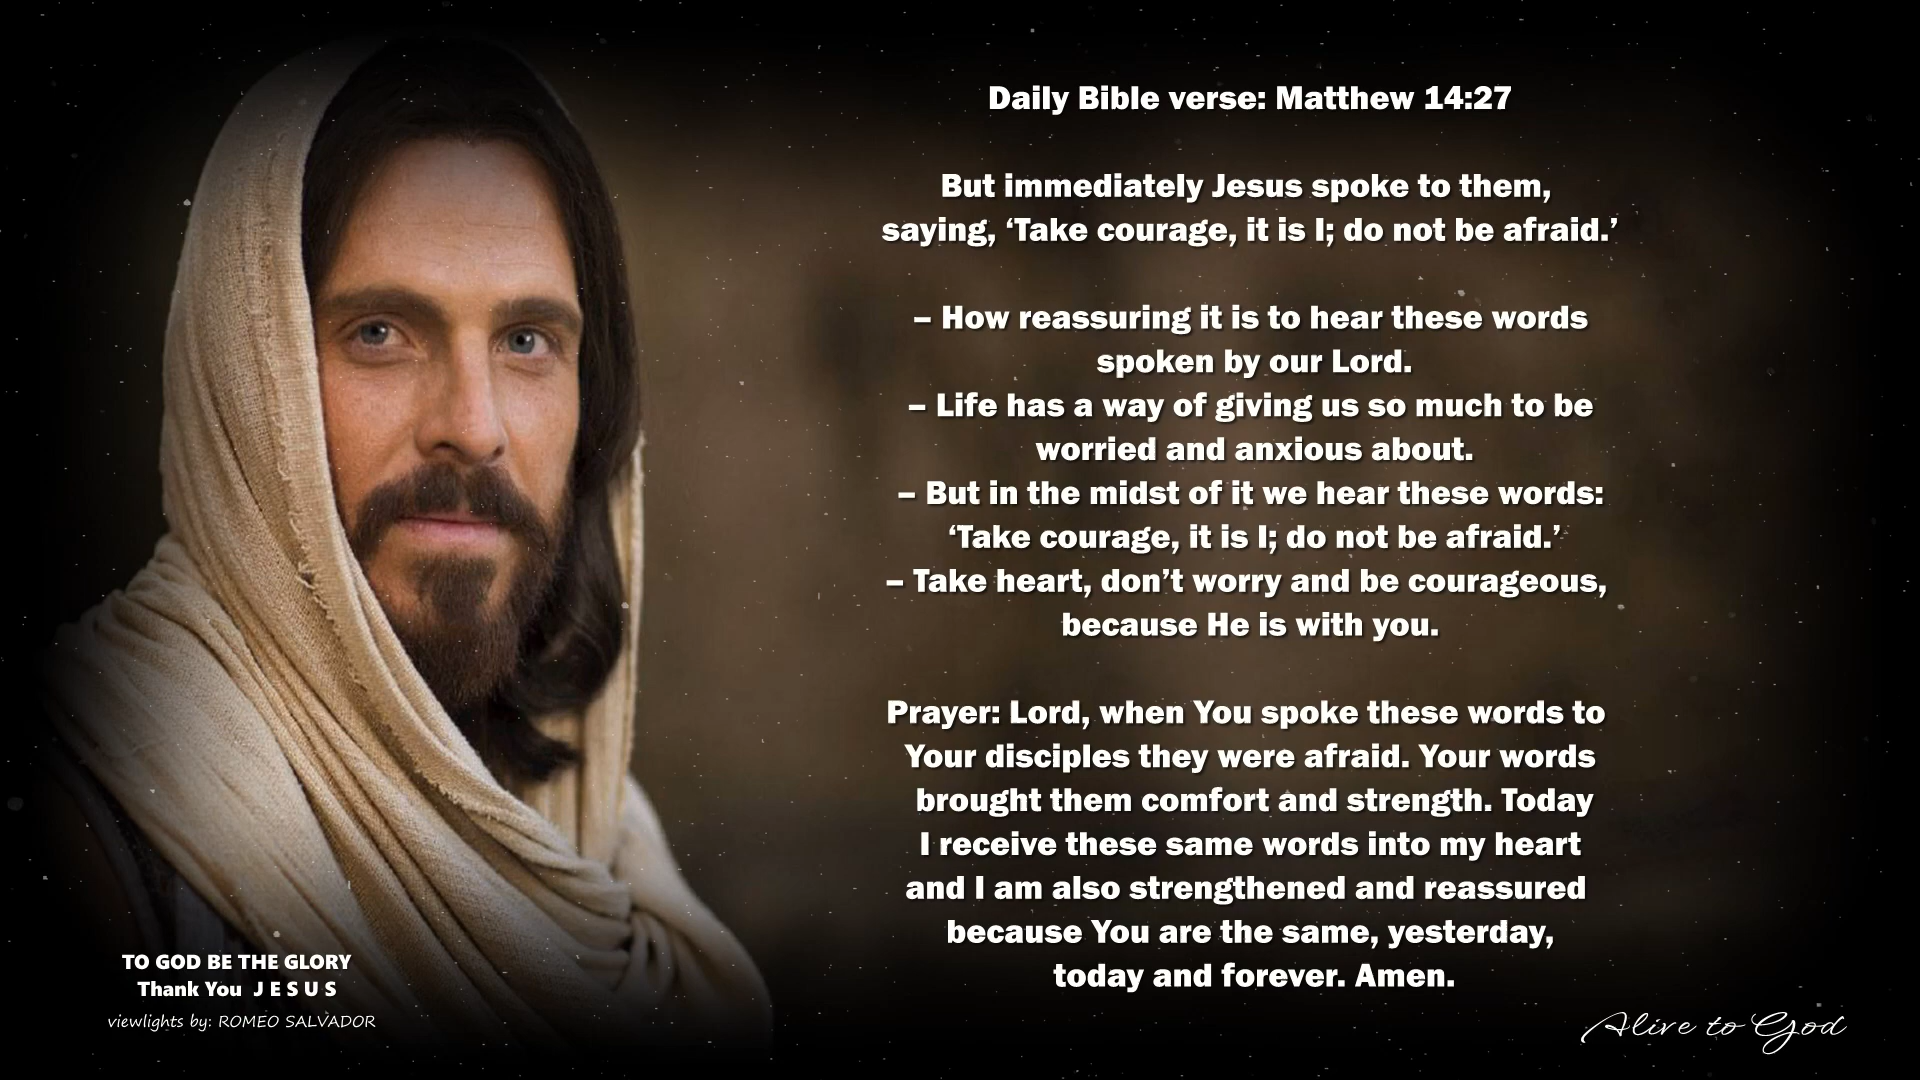 Daily Bible verse: Matthew 14:27
But immediately Jesus spoke to them,
saying, ‘Take courage, it is I; do not be afraid.’
– How reassuring it is to hear these words
spoken by our Lord.
– Life has a way of giving us so much to be
worried and anxious about.
– But in the midst of it we hear these words:
‘Take courage, it is I; do not be afraid.’
– Take heart, don’t worry and be courageous,
because He is with you.
Prayer: Lord, when You spoke these words to
Your disciples they were afraid. Your words
brought them comfort and strength. Today
I receive these same words into my heart
and I am also strengthened and reassured
because You are the same, yesterday,
today and forever. Amen.
TO GOD BE THE GLORY
Thank You J E S U S
viewlights by: ROMEO SALVADOR
Alive to God